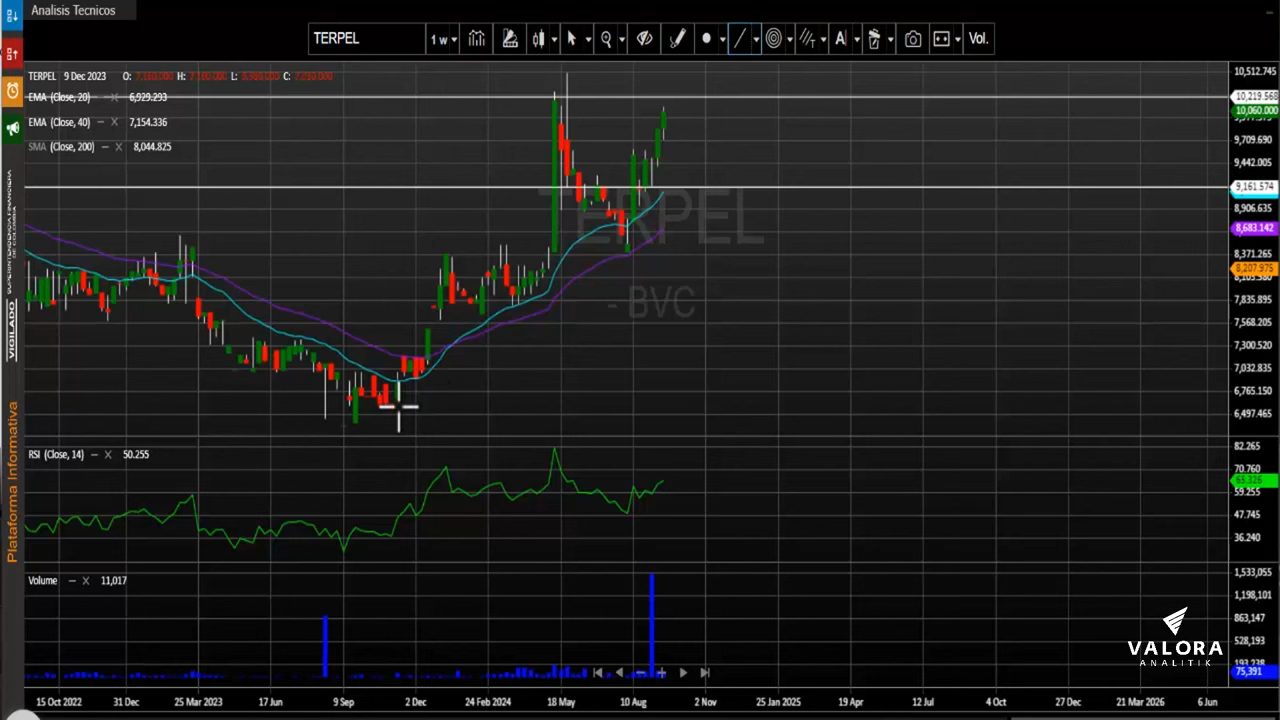 Analisis Tecnicos
TERPEL
1 w
Vol.
TERPEL 9 Dec 2023 O: H: L: C:
EMA (Close, 20) 6,929.293
EMA (Close, 40) 7,154.336
SMA (Close, 200) 8,044.825
TERPEL
- BVC
10,512.745
10,219.568
10,060.000
9,709.690
9,442.005
9,161.574
8,906.635
8,683.142
8,371.265
8,207.975
7,835.895
7,568.205
7,300.520
7,032.835
6,765.150
6,497.465
RSI (Close, 14) 50.255
82.265
70.760
65.326
59.255
47.745
36.240
Volume 11,017
1,533,055
1,198,101
863,147
528,193
75,391
15 Oct 2022 31 Dec 25 Mar 2023 17 Jun 9 Sep 2 Dec 24 Feb 2024 18 May 10 Aug 2 Nov 25 Jan 2025 19 Apr 12 Jul 4 Oct 27 Dec 21 Mar 2026 6 Jun
VIGILADO SUPERINTENDENCIA FINANCIERA DE COLOMBIA
Plataforma Informativa
VALORA
ANALITIK